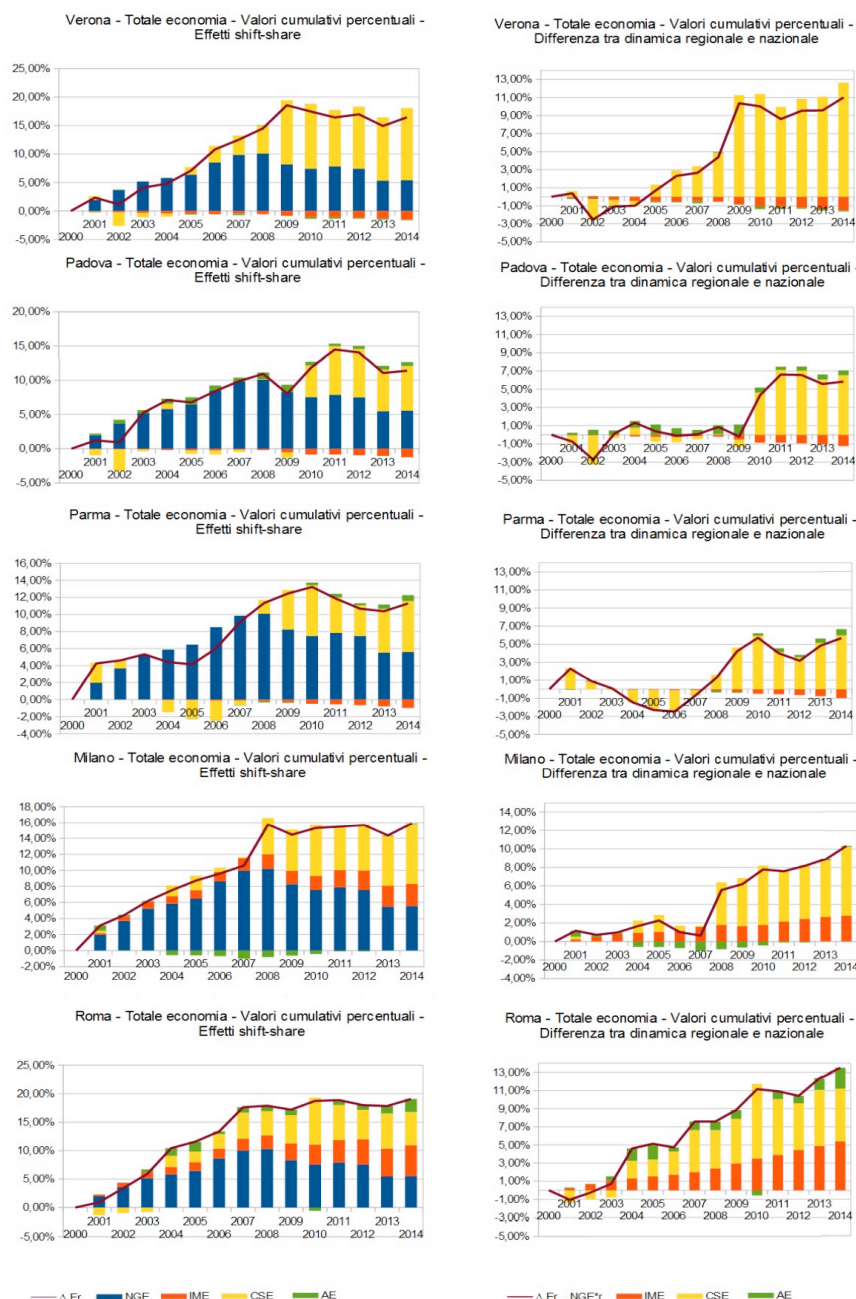 Verona - Totale economia - Valori cumulativi percentuali -
Effetti shift-share
25,00%
20,00%
15,00%
10,00%
5,00%
0,00%
-5,00%
2001 2003 2005 2007 2009 2011 2013
2000 2002 2004 2006 2008 2010 2012 2014
Verona - Totale economia - Valori cumulativi percentuali -
Differenza tra dinamica regionale e nazionale
13,00%
11,00%
9,00%
7,00%
5,00%
3,00%
1,00%
-1,00%
-3,00%
-5,00%
2001 2003 2005 2007 2009 2011 2013
2000 2002 2004 2006 2008 2010 2012 2014
Padova - Totale economia - Valori cumulativi percentuali -
Effetti shift-share
20,00%
15,00%
10,00%
5,00%
0,00%
-5,00%
2001 2003 2005 2007 2009 2011 2013
2000 2002 2004 2006 2008 2010 2012 2014
Padova - Totale economia - Valori cumulativi percentuali -
Differenza tra dinamica regionale e nazionale
13,00%
11,00%
9,00%
7,00%
5,00%
3,00%
1,00%
-1,00%
-3,00%
-5,00%
2001 2003 2005 2007 2009 2011 2013
2000 2002 2004 2006 2008 2010 2012 2014
Parma - Totale economia - Valori cumulativi percentuali -
Effetti shift-share
16,00%
14,00%
12,00%
10,00%
8,00%
6,00%
4,00%
2,00%
0,00%
-2,00%
-4,00%
2001 2003 2005 2007 2009 2011 2013
2000 2002 2004 2006 2008 2010 2012 2014
Parma - Totale economia - Valori cumulativi percentuali -
Differenza tra dinamica regionale e nazionale
13,00%
11,00%
9,00%
7,00%
5,00%
3,00%
1,00%
-1,00%
-3,00%
-5,00%
2001 2003 2005 2007 2009 2011 2013
2000 2002 2004 2006 2008 2010 2012 2014
Milano - Totale economia - Valori cumulativi percentuali -
Effetti shift-share
18,00%
16,00%
14,00%
12,00%
10,00%
8,00%
6,00%
4,00%
2,00%
0,00%
-2,00%
2001 2003 2005 2007 2009 2011 2013
2000 2002 2004 2006 2008 2010 2012 2014
Milano - Totale economia - Valori cumulativi percentuali -
Differenza tra dinamica regionale e nazionale
14,00%
12,00%
10,00%
8,00%
6,00%
4,00%
2,00%
0,00%
-2,00%
-4,00%
2001 2003 2005 2007 2009 2011 2013
2000 2002 2004 2006 2008 2010 2012 2014
Roma - Totale economia - Valori cumulativi percentuali -
Effetti shift-share
25,00%
20,00%
15,00%
10,00%
5,00%
0,00%
-5,00%
2001 2003 2005 2007 2009 2011 2013
2000 2002 2004 2006 2008 2010 2012 2014
Roma - Totale economia - Valori cumulativi percentuali -
Differenza tra dinamica regionale e nazionale
13,00%
11,00%
9,00%
7,00%
5,00%
3,00%
1,00%
-1,00%
-3,00%
-5,00%
2001 2003 2005 2007 2009 2011 2013
2000 2002 2004 2006 2008 2010 2012 2014
Δ Er NGE IME CSE AE
Δ Er - NGE*r IME CSE AE